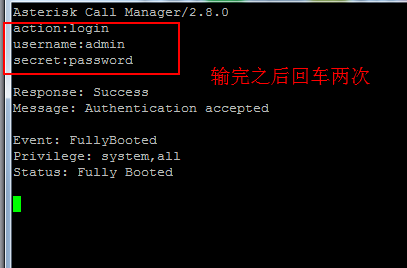 Asterisk Call Manager/2.8.0
action:login
username:admin
secret:password
输完之后回车两次
Response: Success
Message: Authentication accepted
Event: FullyBooted
Privilege: system,all
Status: Fully Booted